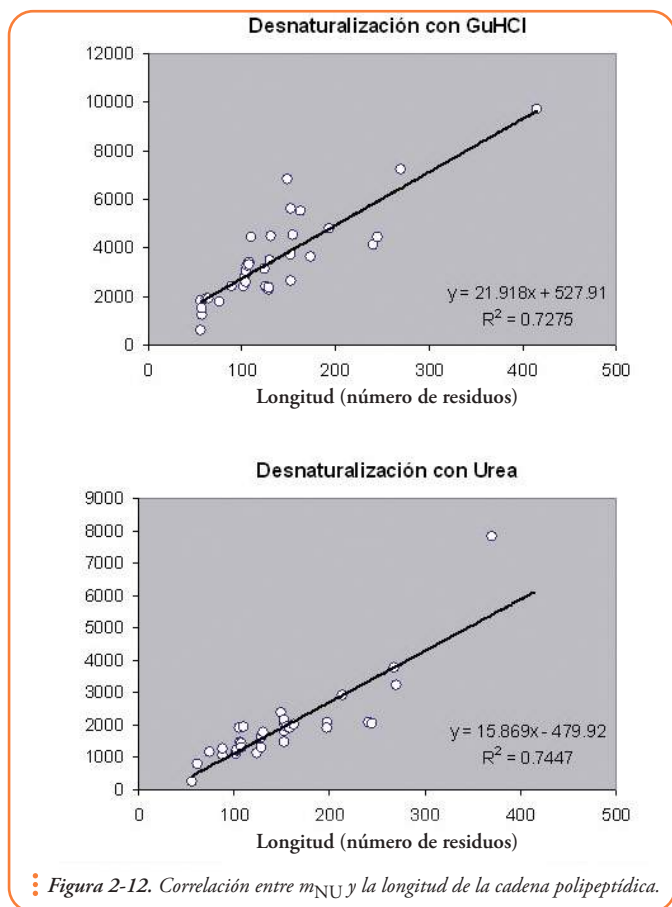 Desnaturalización con GuHCl
12000
10000
8000
6000
4000
2000
0
y = 21.918x + 527.91
R² = 0.7275
0 100 200 300 400 500
Longitud (número de residuos)
Desnaturalización con Urea
9000
8000
7000
6000
5000
4000
3000
2000
1000
0
y = 15.869x - 479.92
R² = 0.7447
0 100 200 300 400 500
Longitud (número de residuos)
Figura 2-12. Correlación entre mNU y la longitud de la cadena polipeptídica.